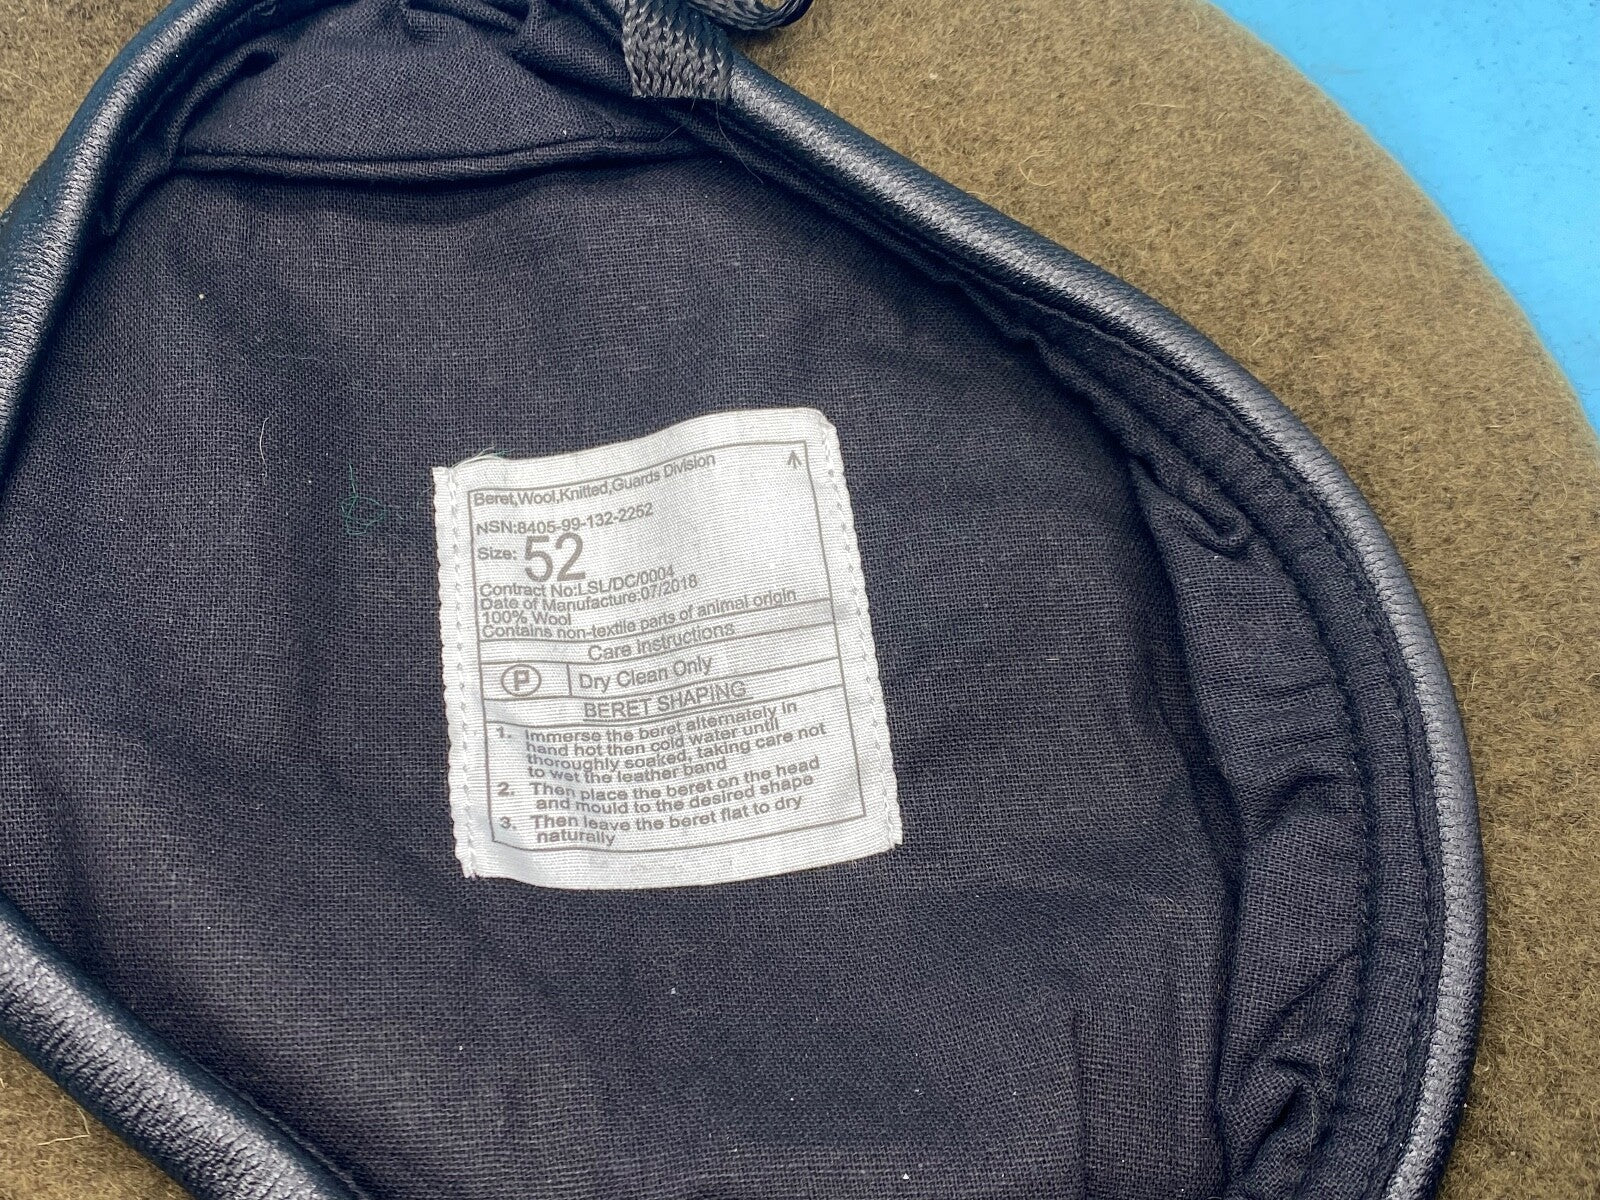 Beret,Wool,Knitted,Guards Division
NSN:8405-99-132-2252
Size: 52
Contract No:LSL/DC/0004
Date of Manufacture:07/2018
100% Wool
Contains non-textile parts of animal origin
Care Instructions
P Dry Clean Only
BERET SHAPING
1. Immerse the beret alternately in
hand hot then cold water until
thoroughly soaked, taking care not
to wet the leather band
2. Then place the beret on the head
and mould to the desired shape
3. Then leave the beret flat to dry
naturally